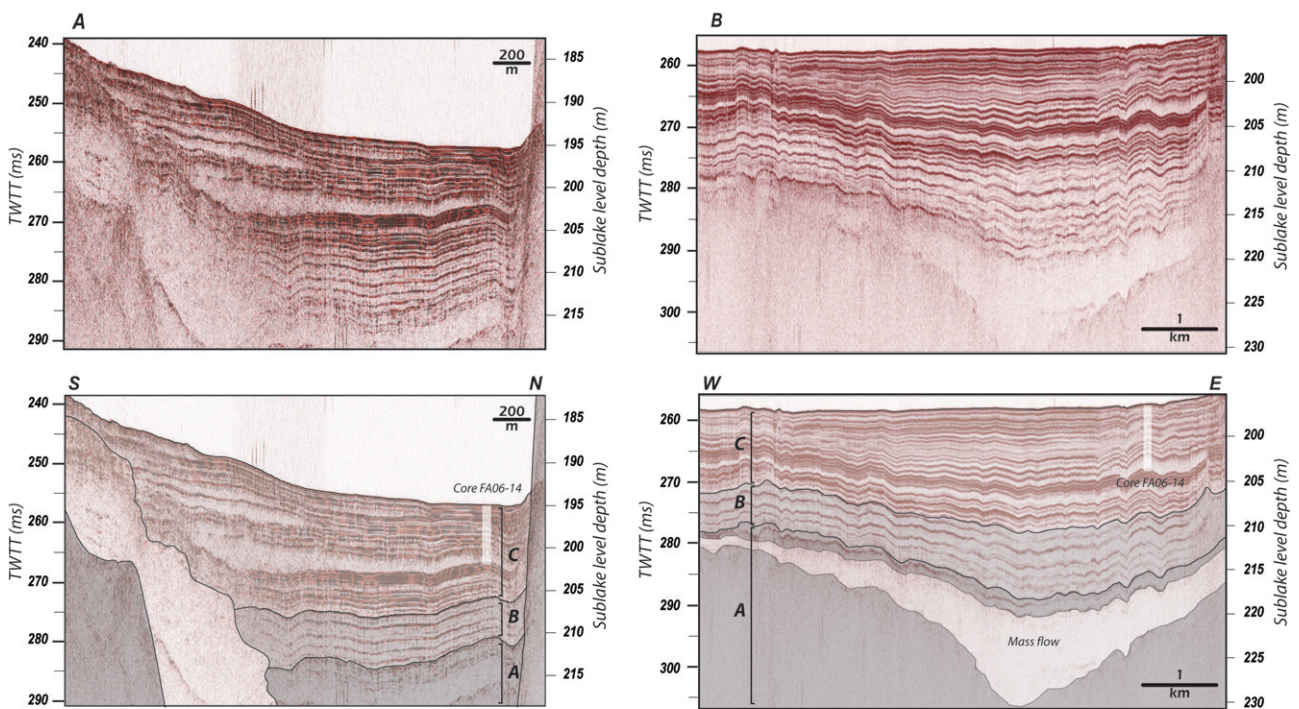 A
B
240
250
260
270
280
290
TWTT (ms)
200
m
185
190
195
200
205
210
215
Sublake level depth (m)
260
270
280
290
300
TWTT (ms)
1
km
200
205
210
215
220
225
230
Sublake level depth (m)
S
N
240
250
260
270
280
290
TWTT (ms)
200
m
Core FA06-14
C
B
A
185
190
195
200
205
210
215
Sublake level depth (m)
W
E
260
270
280
290
300
TWTT (ms)
C
B
A
Core FA06-14
Mass flow
1
km
200
205
210
215
220
225
230
Sublake level depth (m)